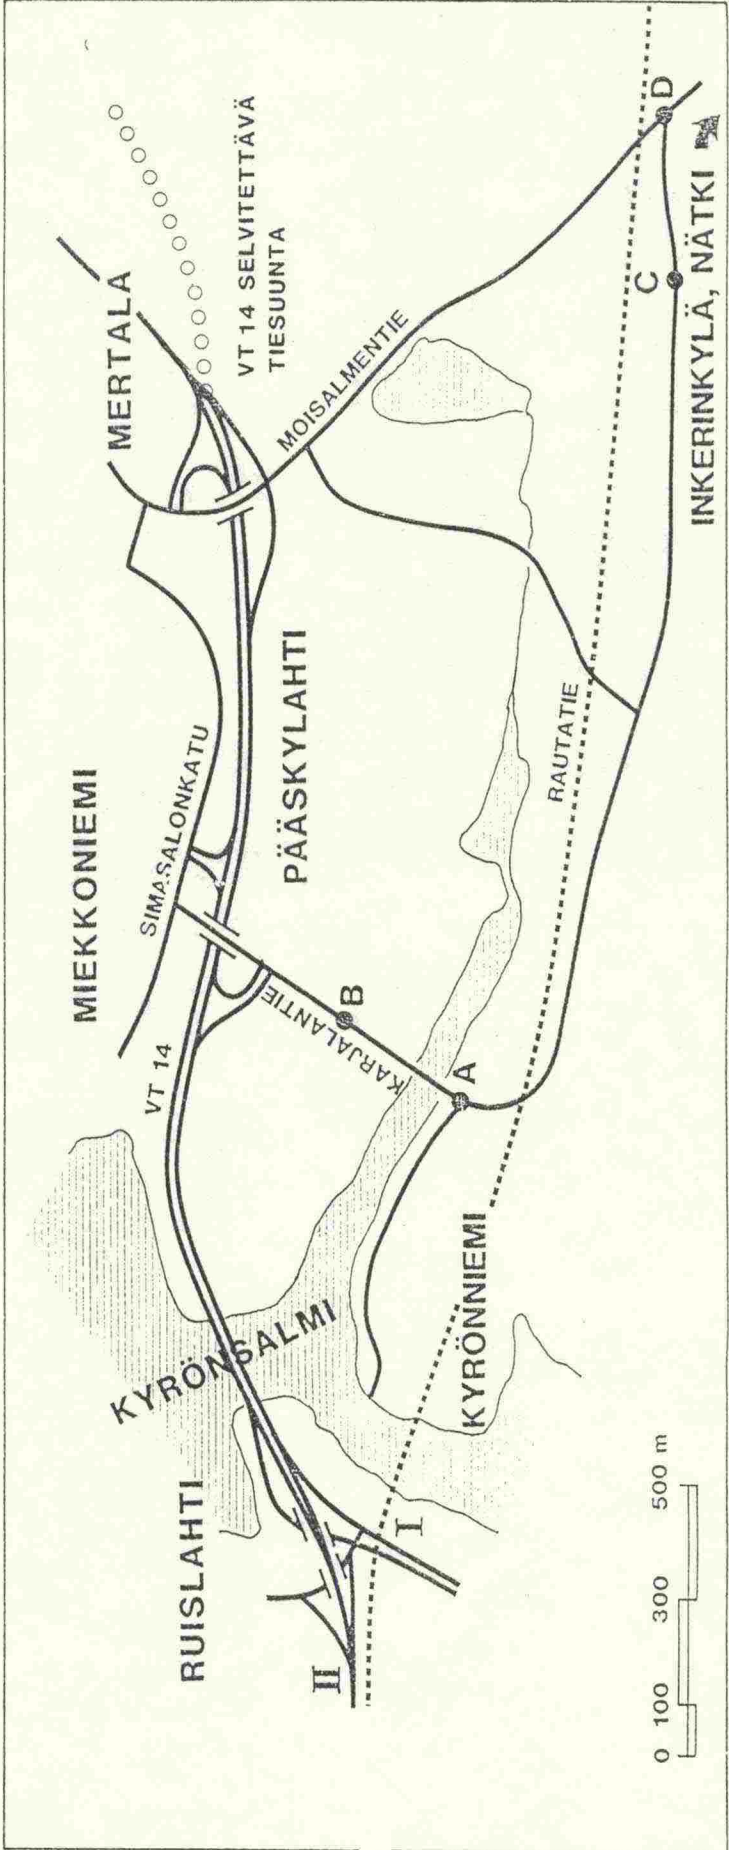 MERTALA
VT 14 SELVITETTÄVÄ
TIESUUNTA
MOISALMENTIE
D
C
INKERINKYLÄ, NÄTKI
MIEKKONIEMI
SIMASALONKATU
PÄÄSKYLAHTI
RAUTATIE
VT 14
KARJALANTIE
B
A
KYRÖNSALMI
KYRÖNNIEMI
RUISLAHTI
I
II
0 100 300 500 m